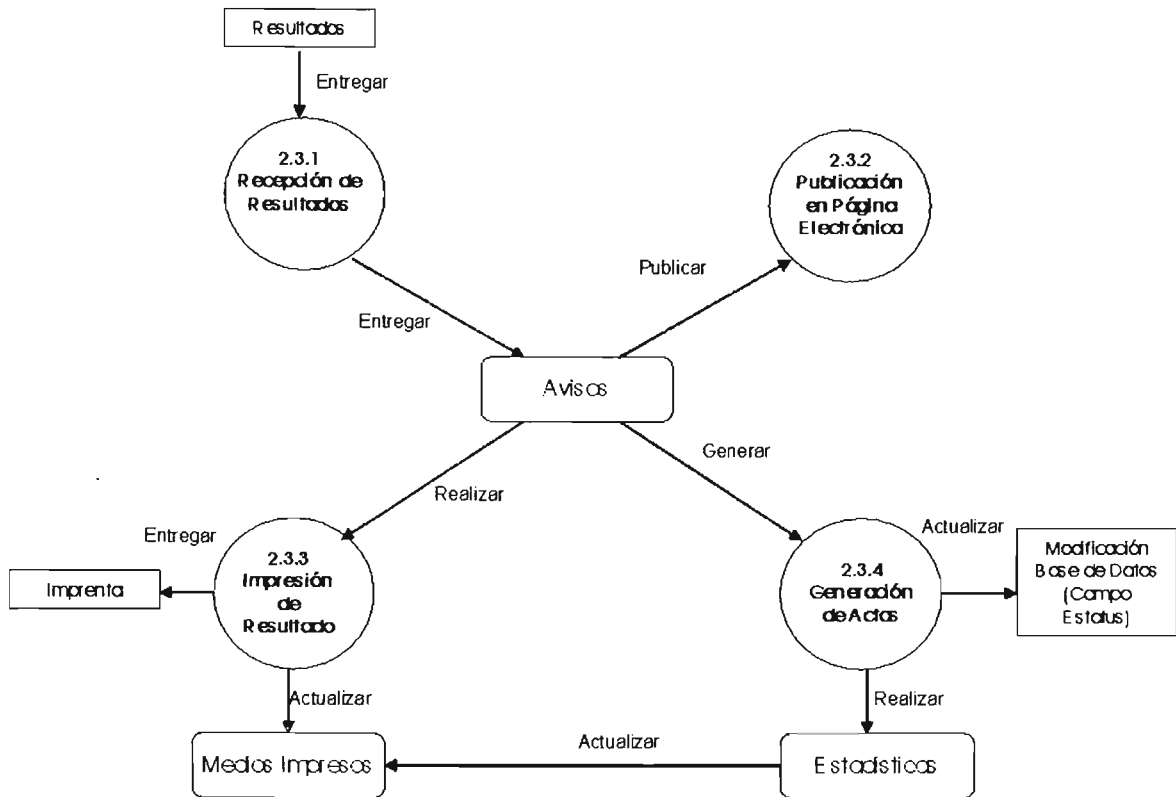 Resultados
Entregar
2.3.1
Recepción de
Resultados
2.3.2
Publicación
en Página
Electrónica
Publicar
Entregar
Avisos
Generar
Realizar
Entregar
Actualizar
2.3.3
Impresión
de
Resultado
Imprenta
2.3.4
Generación
de Actas
Modificación
Base de Datos
(Campo
Estatus)
Actualizar
Realizar
Medios Impresos
Actualizar
Estadísticas